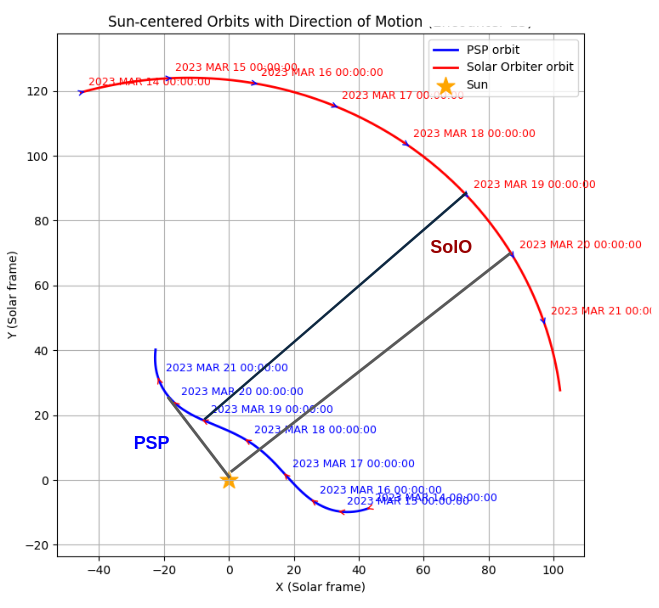 Sun-centered Orbits with Direction of Motion
PSP orbit
Solar Orbiter orbit
Sun
2023 MAR 14 00:00:00
2023 MAR 15 00:00:00
2023 MAR 16 00:00:00
2023 MAR 17 00:00:00
2023 MAR 18 00:00:00
2023 MAR 19 00:00:00
2023 MAR 20 00:00:00
2023 MAR 21 00:00:0
SolO
2023 MAR 21 00:00:00
2023 MAR 20 00:00:00
2023 MAR 19 00:00:00
2023 MAR 18 00:00:00
2023 MAR 17 00:00:00
2023 MAR 16 00:00:00
2023 MAR 14 00:00:00
2023 MAR 15 00:00:00
PSP
Y (Solar frame)
120
100
80
60
40
20
0
−20
−40
−20
0
20
40
60
80
100
X (Solar frame)